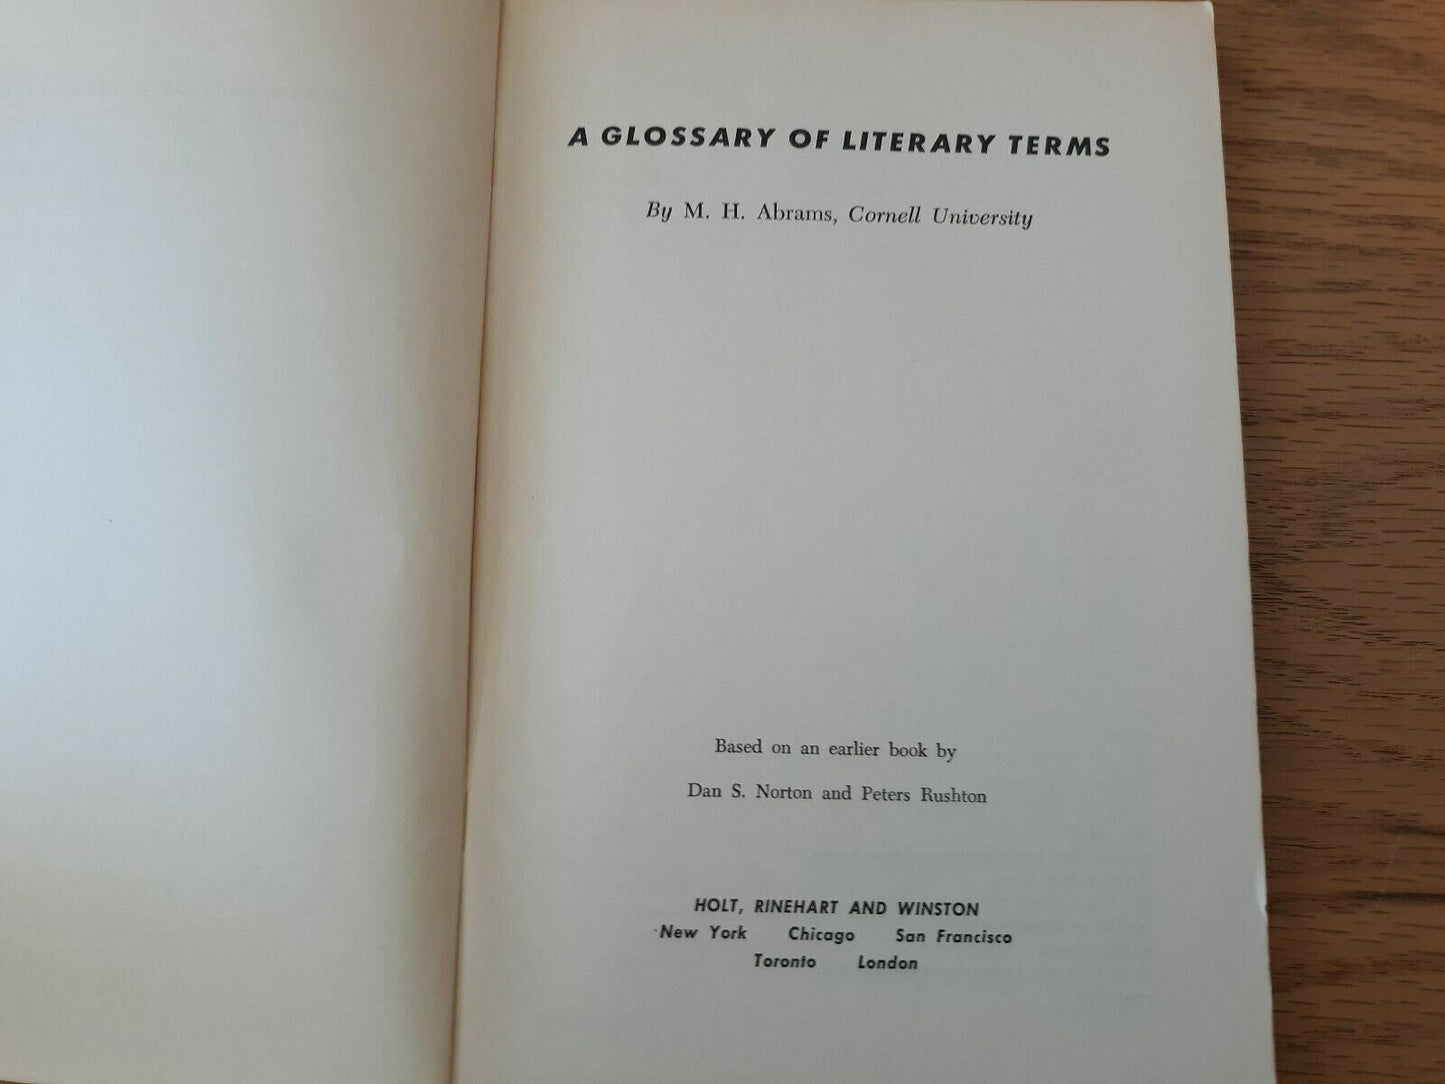 A GLOSSARY OF LITERARY TERMS
By M. H. Abrams, Cornell University
Based on an earlier book by
Dan S. Norton and Peters Rushton
HOLT, RINEHART AND WINSTON
New York Chicago San Francisco
Toronto London